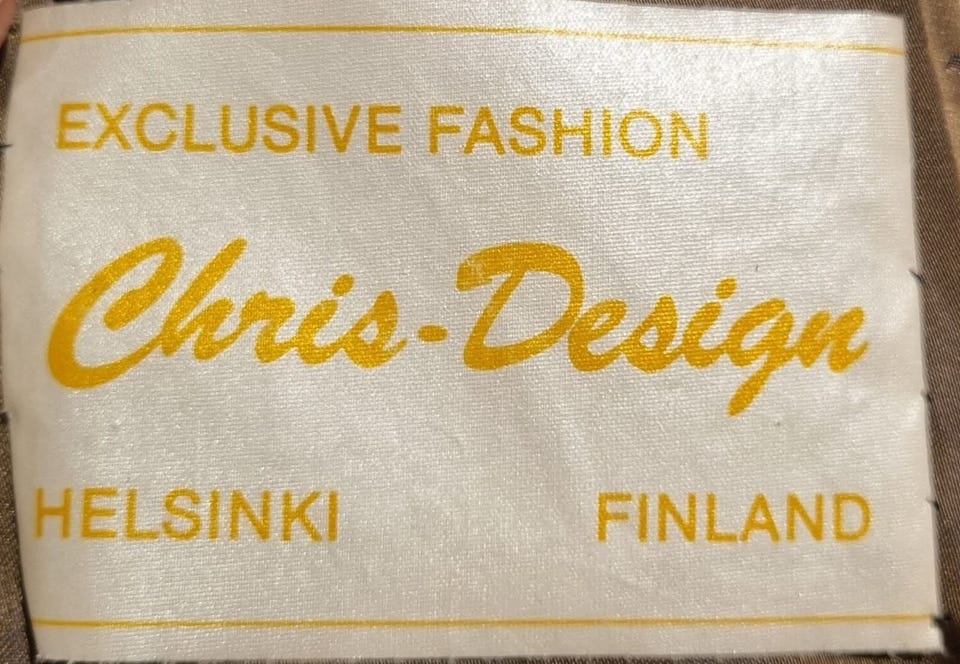 EXCLUSIVE FASHION
Chris-Design
HELSINKI FINLAND